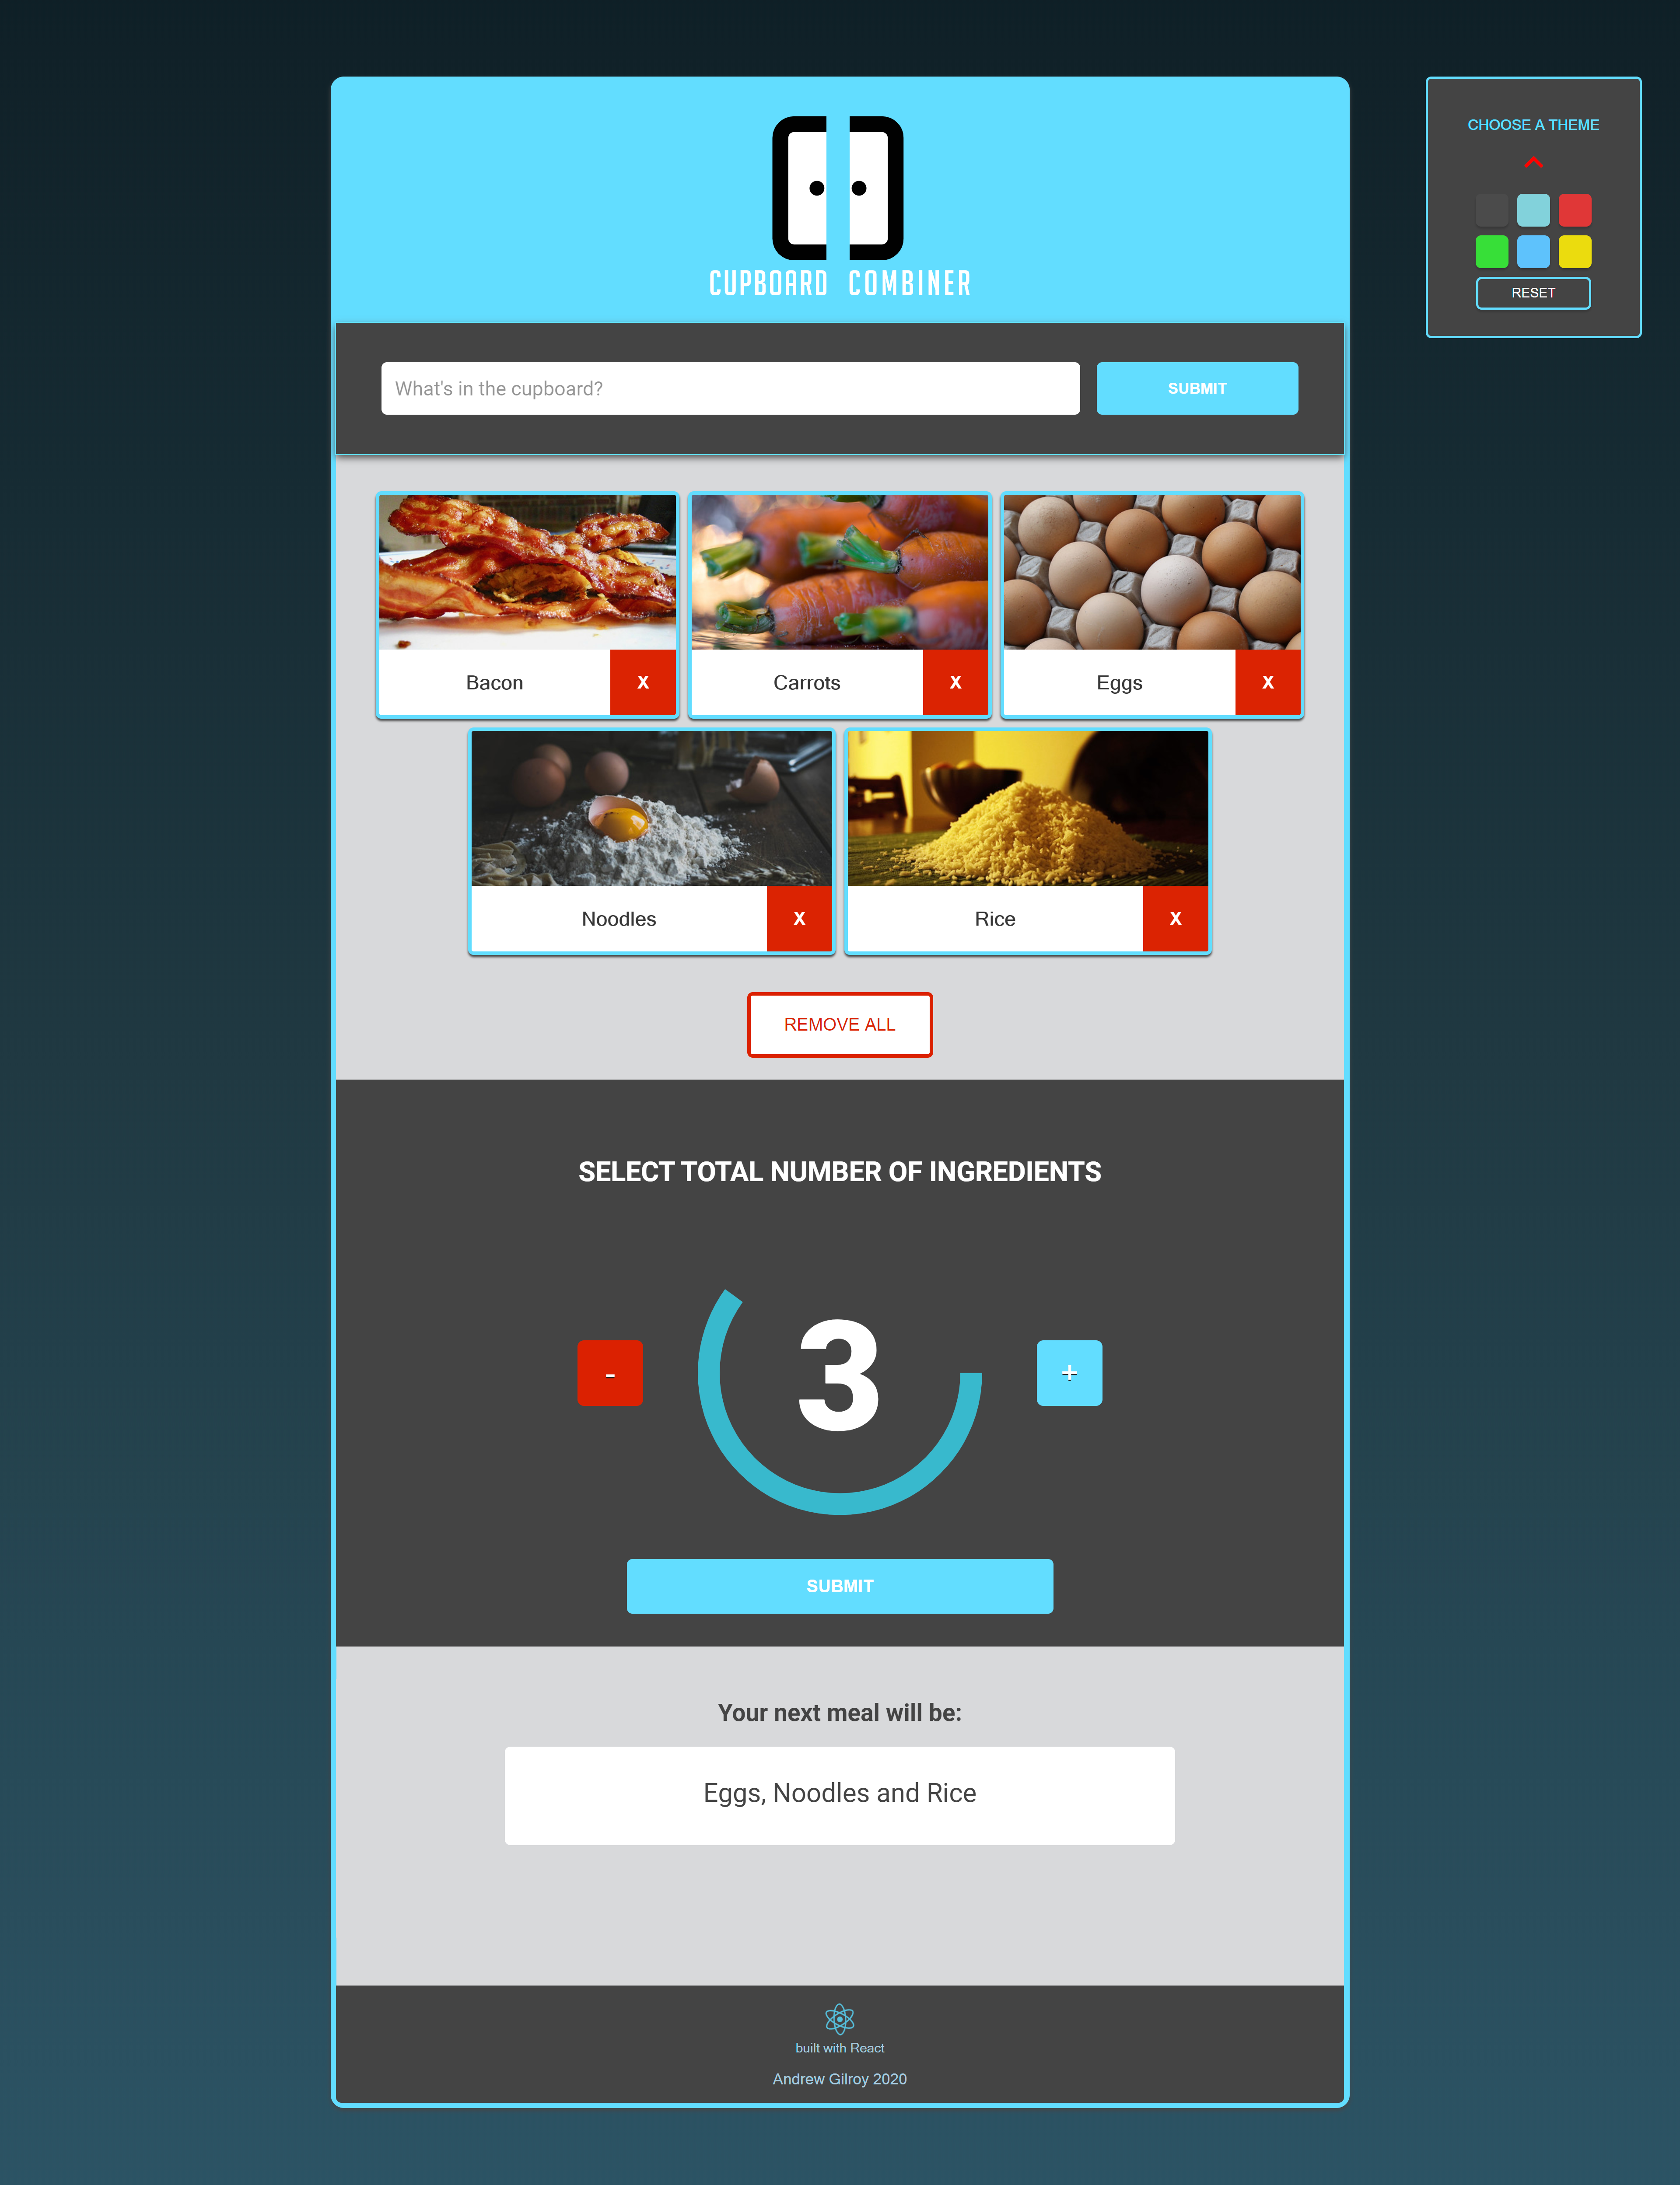 CUPBOARD COMBINER
CHOOSE A THEME
RESET
What's in the cupboard?
SUBMIT
Bacon
X
Carrots
X
Eggs
X
Noodles
X
Rice
X
REMOVE ALL
SELECT TOTAL NUMBER OF INGREDIENTS
-
3
+
SUBMIT
Your next meal will be:
Eggs, Noodles and Rice
built with React
Andrew Gilroy 2020